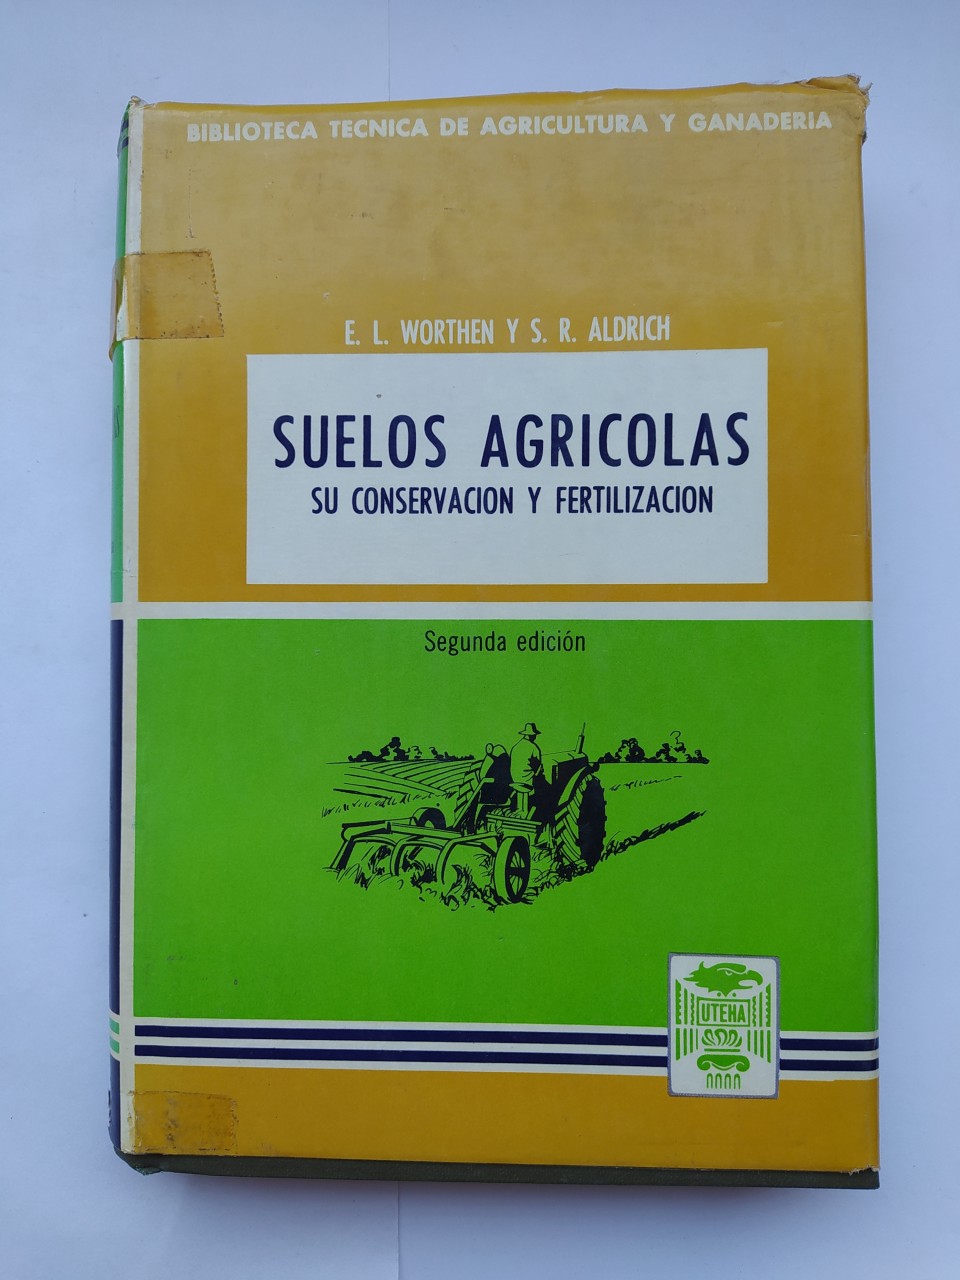 BIBLIOTECA TECNICA DE AGRICULTURA Y GANADERIA
E. L. WORTHEN Y S. R. ALDRICH
SUELOS AGRICOLAS
SU CONSERVACION Y FERTILIZACION
Segunda edición
UTEHA